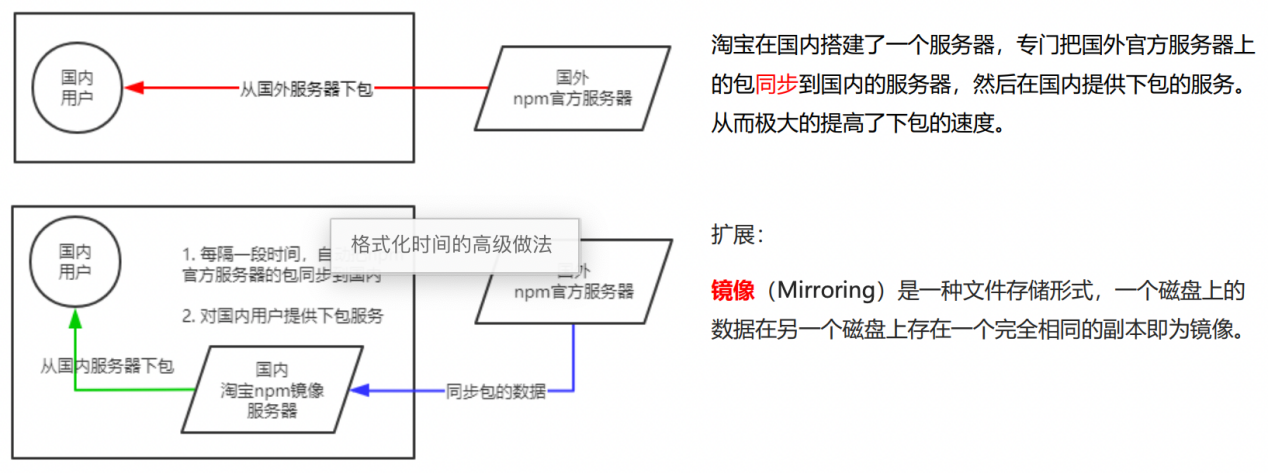 国内
用户
从国外服务器下包
国外
npm官方服务器
淘宝在国内搭建了一个服务器，专门把国外官方服务器上
的包同步到国内的服务器，然后在国内提供下包的服务。
从而极大的提高了下包的速度。
国内
用户
1. 每隔一段时间，自
官方服务器的包同步到国内
2. 对国内用户提供下包服务
格式化时间的高级做法
国外
npm官方服务器
从国内服务器下包
国内
淘宝npm镜像
服务器
同步包的数据
扩展：
镜像（Mirroring）是一种文件存储形式，一个磁盘上的
数据在另一个磁盘上存在一个完全相同的副本即为镜像。